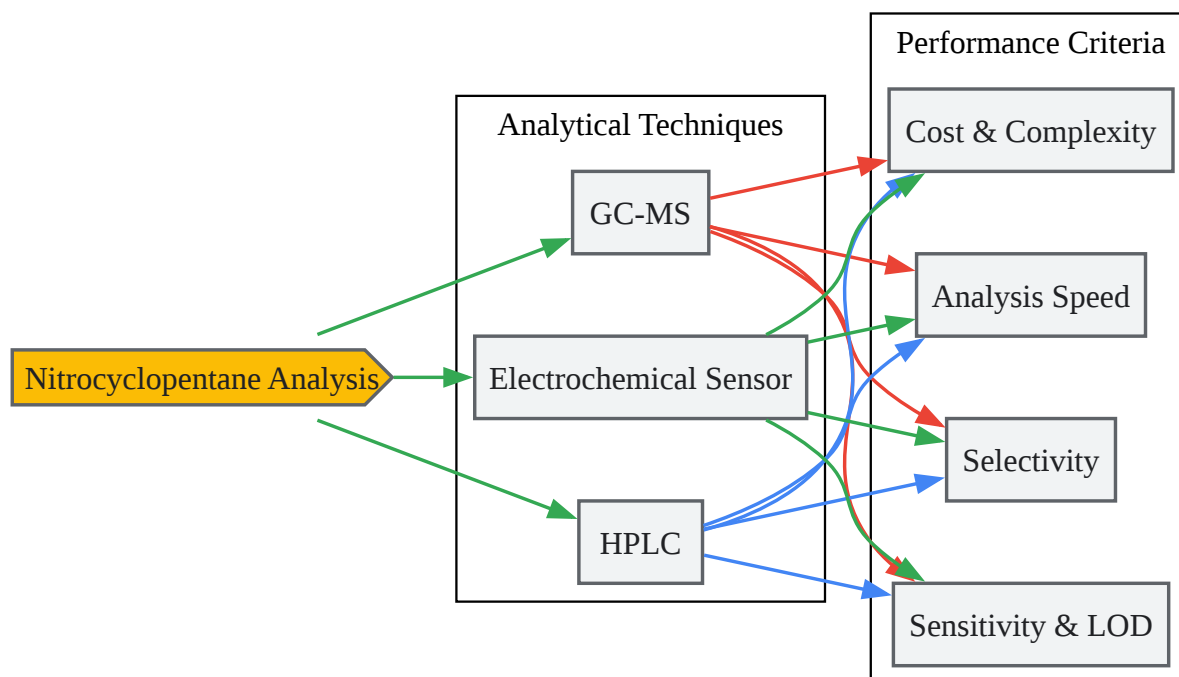 Nitrocyclopentane Analysis
Analytical Techniques
GC-MS
Electrochemical Sensor
HPLC
Performance Criteria
Cost & Complexity
Analysis Speed
Selectivity
Sensitivity & LOD